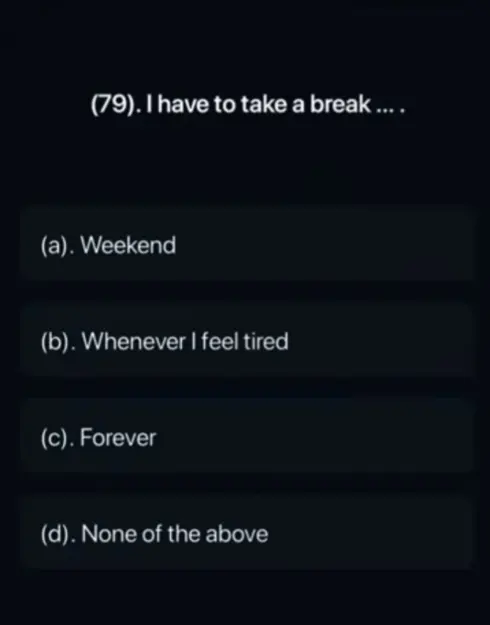 (79). I have to take a break ... .
(a). Weekend
(b). Whenever I feel tired
(c). Forever
(d). None of the above